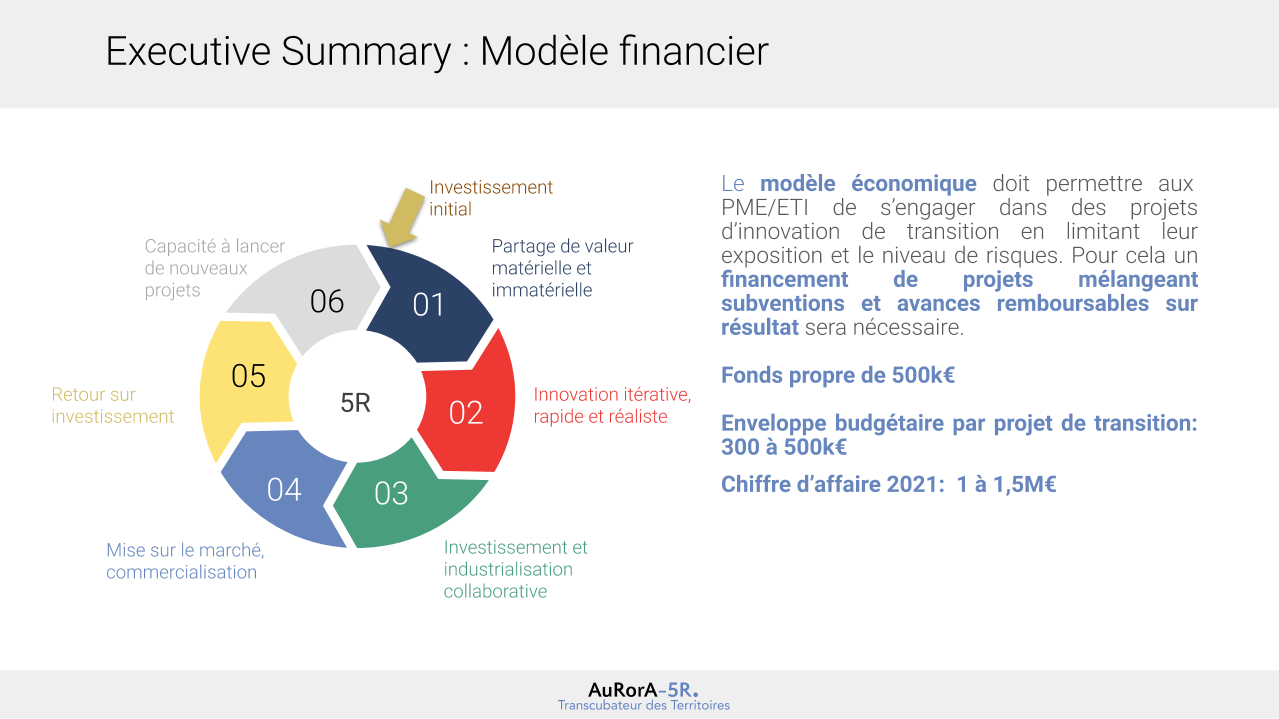 Executive Summary : Modèle financier
Investissement
initial
Partage de valeur
matérielle et
immatérielle
Capacité à lancer
de nouveaux
projets
06
01
05
5R
02
Retour sur
investissement
Innovation itérative,
rapide et réaliste
04
03
Mise sur le marché,
commercialisation
Investissement et
industrialisation
collaborative
Le modèle économique doit permettre aux
PME/ETI de s’engager dans des projets
d’innovation de transition en limitant leur
exposition et le niveau de risques. Pour cela un
financement de projets mélangeant
subventions et avances remboursables sur
résultat sera nécessaire.
Fonds propre de 500k€
Enveloppe budgétaire par projet de transition:
300 à 500k€
Chiffre d’affaire 2021: 1 à 1,5M€
AuRorA-5R.
Transcubateur des Territoires